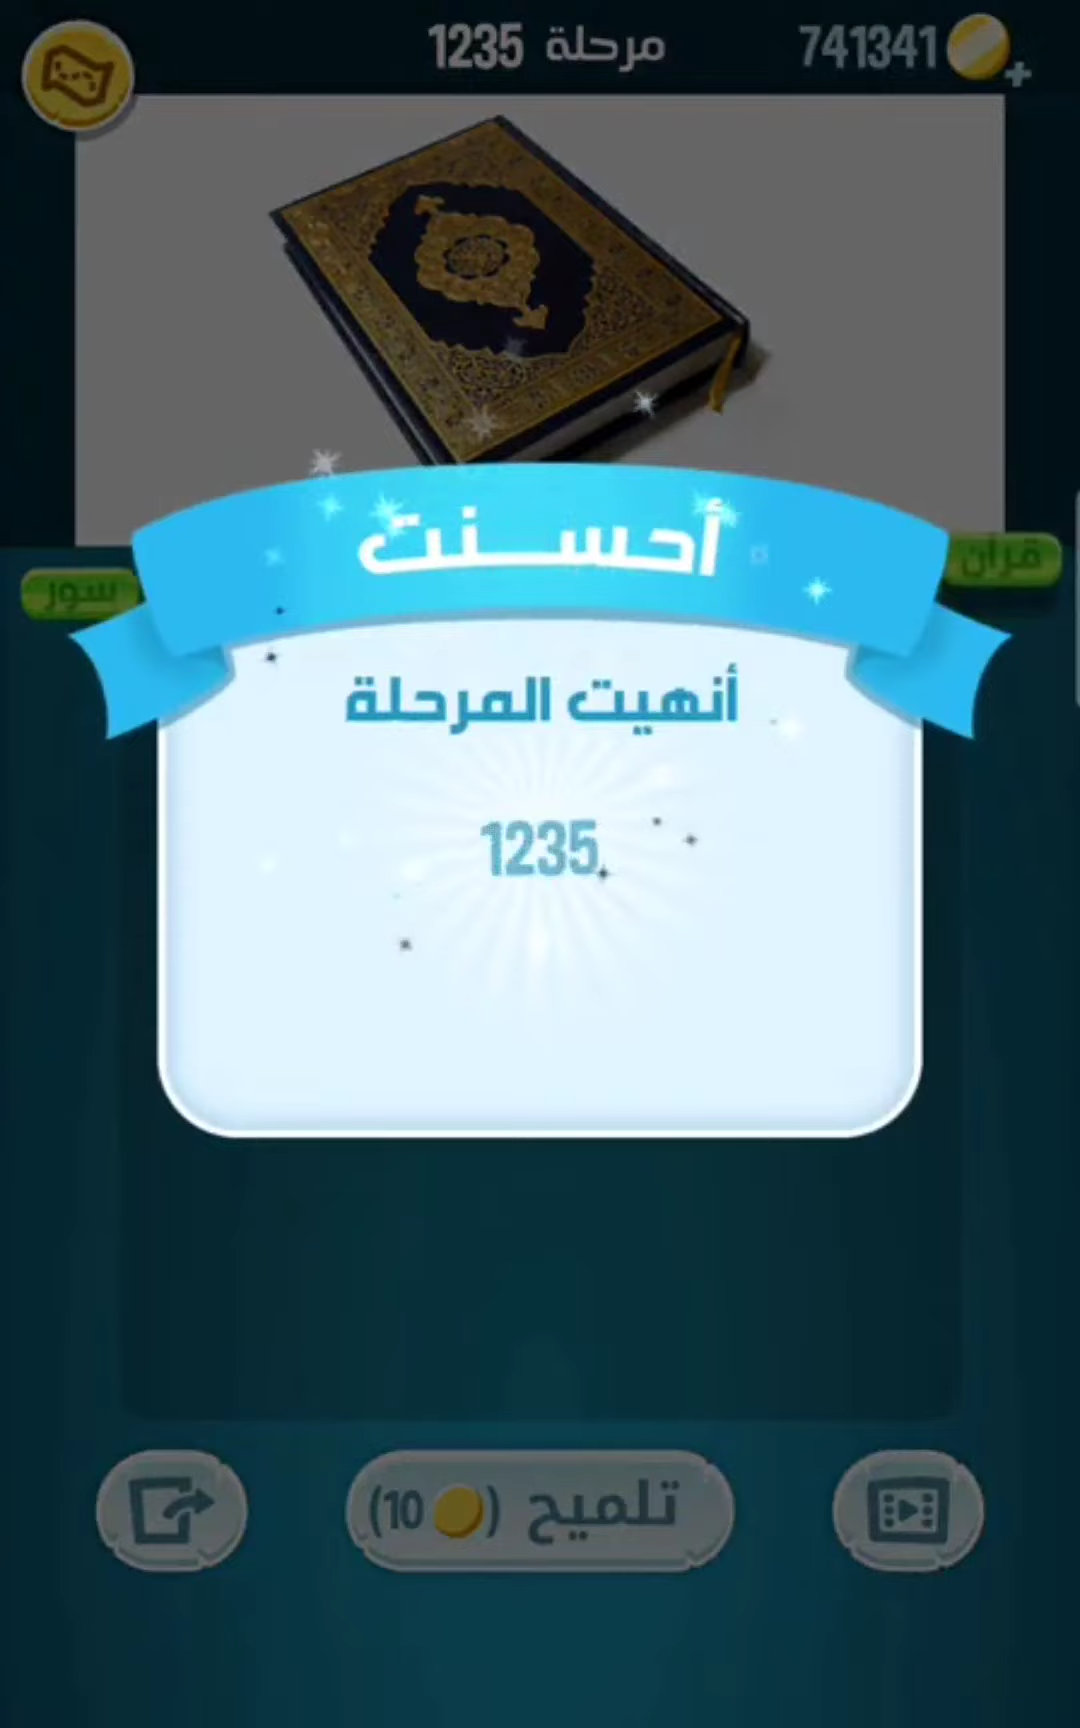 741341
مرحلة 1235
قرآن
سور
أحسنت
أنهيت المرحلة
1235
تلميح (10)